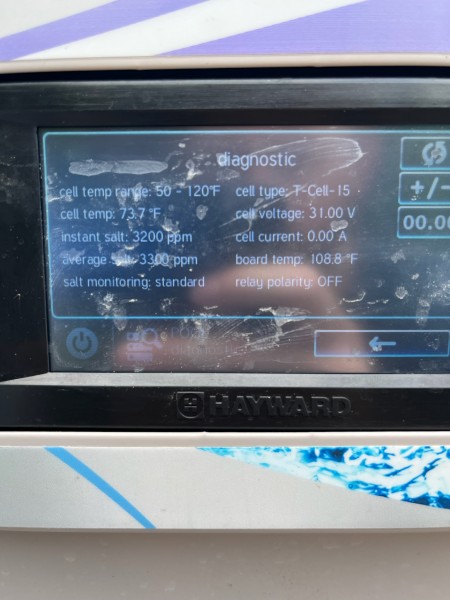 diagnostic
cell temp range: 50 - 120°F
cell temp: 73.7 °F
instant salt: 3200 ppm
average salt: 3300 ppm
salt monitoring: standard
cell type: T-Cell-15
cell voltage: 31.00 V
cell current: 0.00 A
board temp: 108.8 °F
relay polarity: OFF
+/-
00.00
HAYWARD